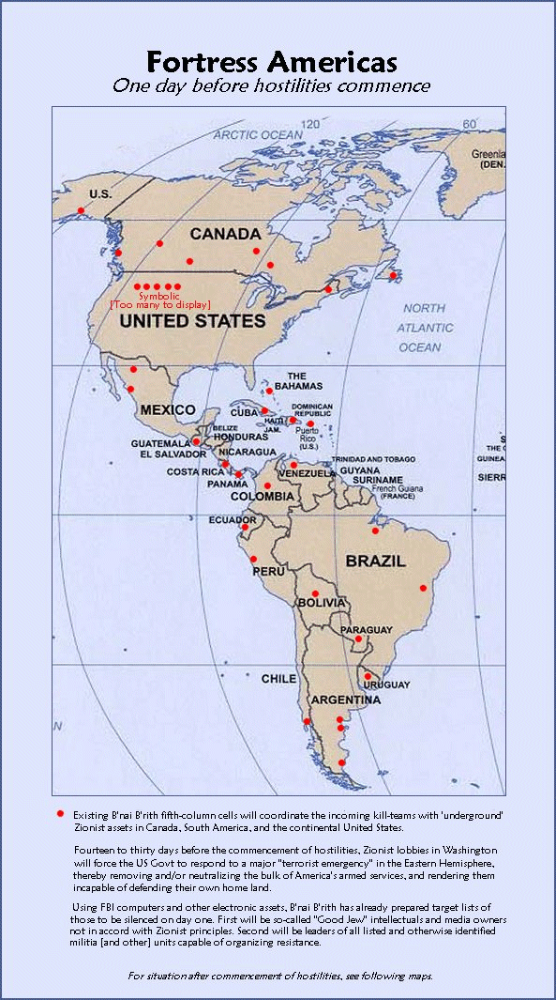 Fortress Americas
One day before hostilities commence
120
60
ARCTIC OCEAN
Greenla
(DEN.
U.S.
CANADA
Symbolic
[Too many to display]
UNITED STATES
NORTH
ATLANTIC
OCEAN
THE
BAHAMAS
MEXICO
CUBA
DOMINICAN
REPUBLIC
HAITI
JAM.
Puerto
Rico
(U.S.)
BELIZE
HONDURAS
GUATEMALA
EL SALVADOR
NICARAGUA
COSTA RICA
PANAMA
VENEZUELA
TRINIDAD AND TOBAGO
GUYANA
SURINAME
French Guiana
(FRANCE)
COLOMBIA
S
THE G
GUINEA
SIERR
ECUADOR
PERU
BRAZIL
BOLIVIA
PARAGUAY
CHILE
URUGUAY
ARGENTINA
N
Existing B'nai B'rith fifth-column cells will coordinate the incoming kill-teams with 'underground'
Zionist assets in Canada, South America, and the continental United States.
Fourteen to thirty days before the commencement of hostilities, Zionist lobbies in Washington
will force the US Govt to respond to a major "terrorist emergency" in the Eastern Hemisphere,
thereby removing and/or neutralizing the bulk of America's armed services, and rendering them
incapable of defending their own home land.
Using FBI computers and other electronic assets, B'nai B'rith has already prepared target lists of
those to be silenced on day one. First will be so-called "Good Jew" intellectuals and media owners
not in accord with Zionist principles. Second will be leaders of all listed and otherwise identified
militia [and other] units capable of organizing resistance.
For situation after commencement of hostilities, see following maps.